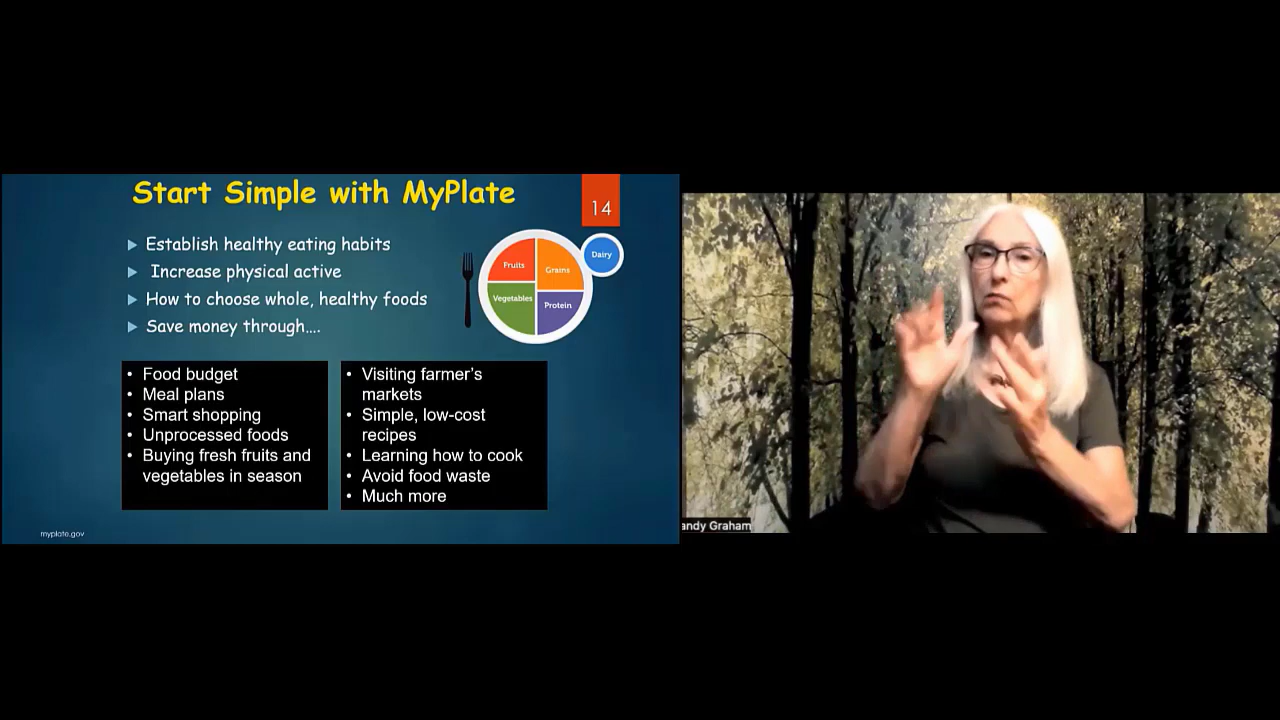 Start Simple with MyPlate
14
Establish healthy eating habits
Increase physical active
How to choose whole, healthy foods
Save money through….
Fruits
Grains
Dairy
Vegetables
Protein
• Food budget
• Meal plans
• Smart shopping
• Unprocessed foods
• Buying fresh fruits and
vegetables in season
• Visiting farmer’s
markets
• Simple, low-cost
recipes
• Learning how to cook
• Avoid food waste
• Much more
myplate.gov
andy Graham